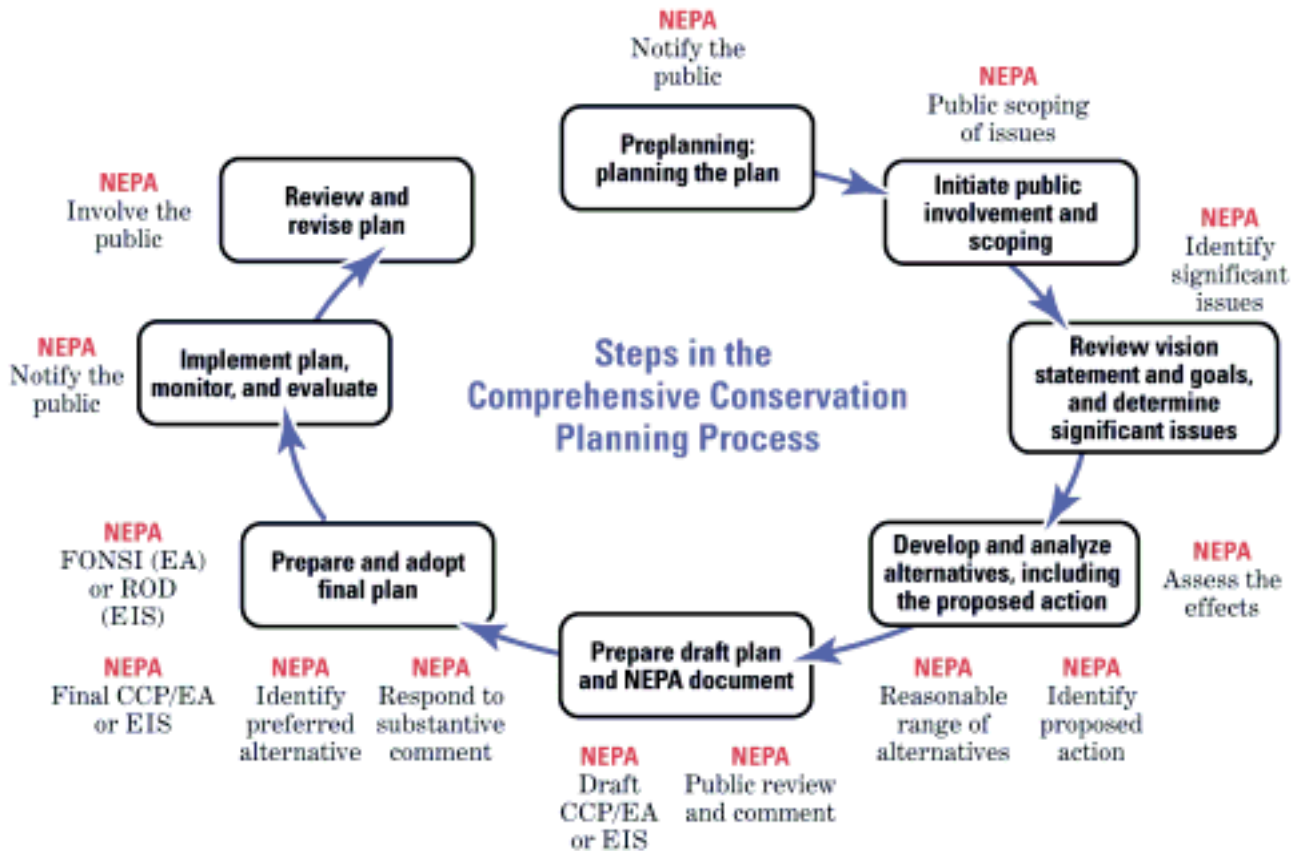 NEPA
Notify the
public
Preplanning:
planning the plan
NEPA
Public scoping
of issues
Initiate public
involvement and
scoping
NEPA
Identify
significant
issues
Review vision
statement and goals,
and determine
significant issues
Develop and analyze
alternatives, including
the proposed action
NEPA
Assess the
effects
NEPA
Reasonable
range of
alternatives
NEPA
Identify
proposed
action
Prepare draft plan
and NEPA document
NEPA
Draft
CCP/EA
or EIS
NEPA
Public review
and comment
Prepare and adopt
final plan
NEPA
FONSI (EA)
or ROD
(EIS)
NEPA
Final CCP/EA
or EIS
NEPA
Identify
preferred
alternative
NEPA
Respond to
substantive
comment
Implement plan,
monitor, and evaluate
NEPA
Notify the
public
Review and
revise plan
NEPA
Involve the
public
Steps in the
Comprehensive Conservation
Planning Process